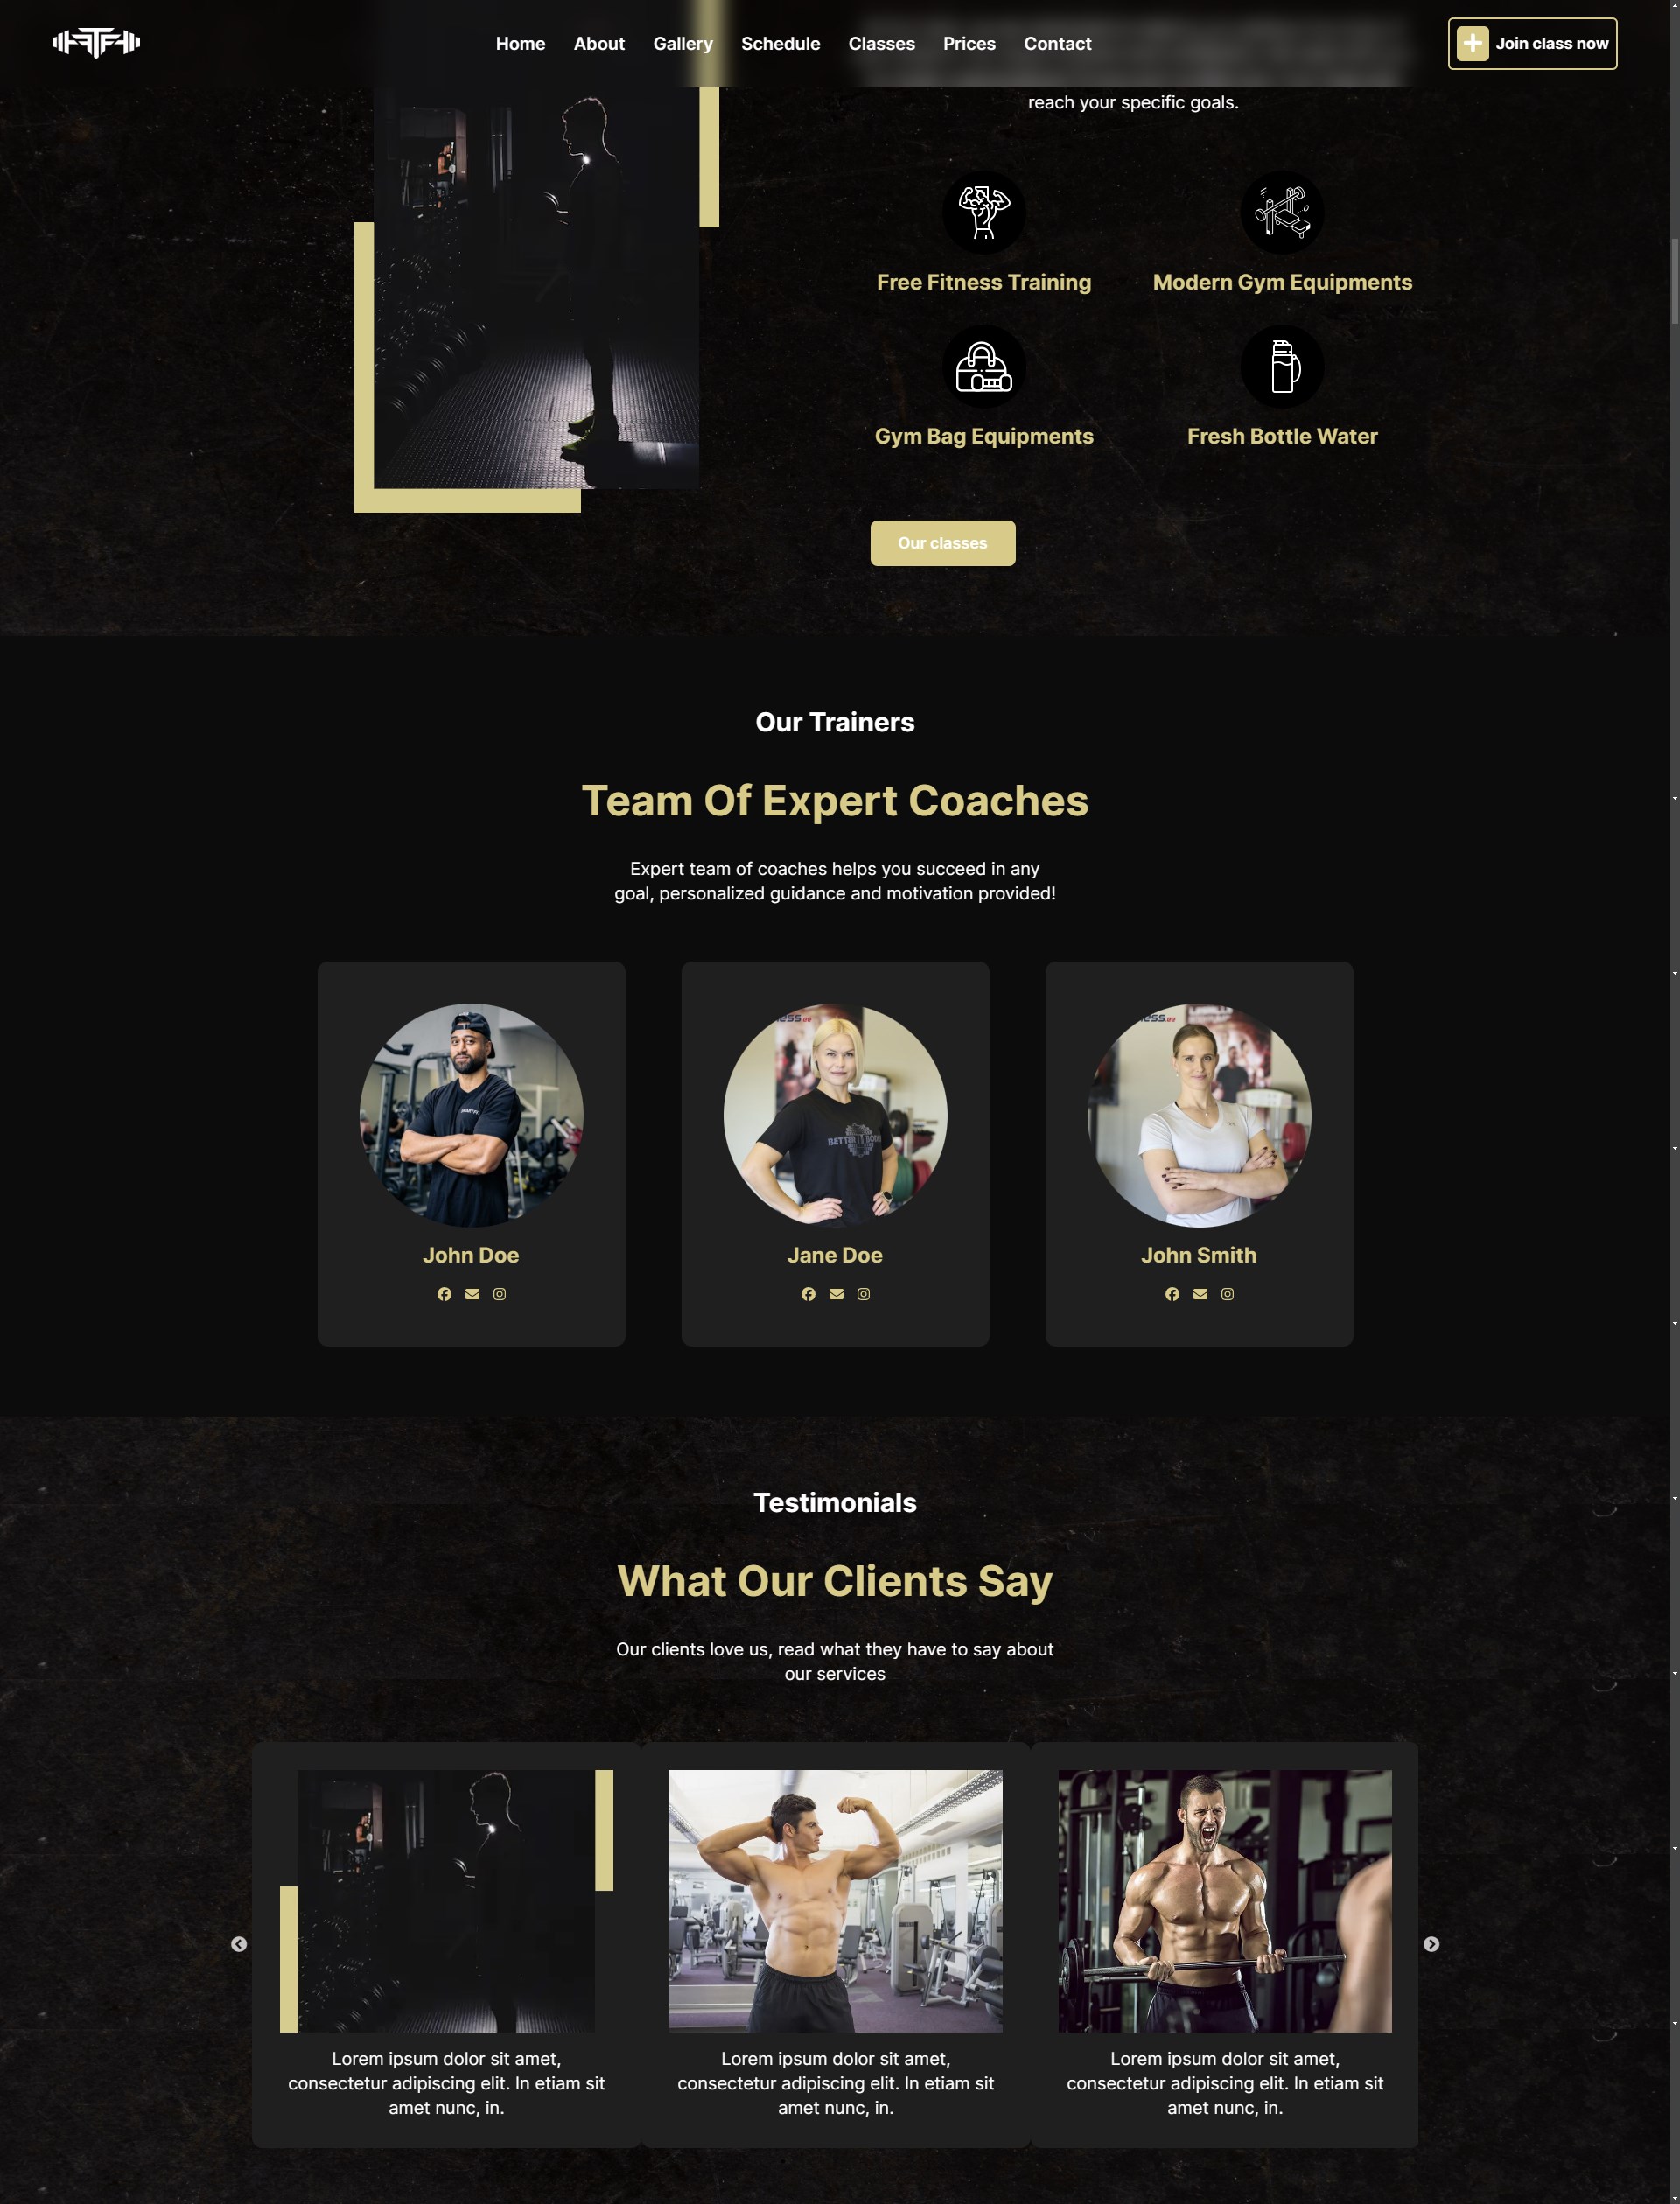 Home About Gallery Schedule Classes Prices Contact
Join class now
reach your specific goals.
Free Fitness Training
Modern Gym Equipments
Gym Bag Equipments
Fresh Bottle Water
Our classes
Our Trainers
Team Of Expert Coaches
Expert team of coaches helps you succeed in any
goal, personalized guidance and motivation provided!
John Doe
Jane Doe
John Smith
Testimonials
What Our Clients Say
Our clients love us, read what they have to say about
our services
Lorem ipsum dolor sit amet,
consectetur adipiscing elit. In etiam sit
amet nunc, in.
Lorem ipsum dolor sit amet,
consectetur adipiscing elit. In etiam sit
amet nunc, in.
Lorem ipsum dolor sit amet,
consectetur adipiscing elit. In etiam sit
amet nunc, in.